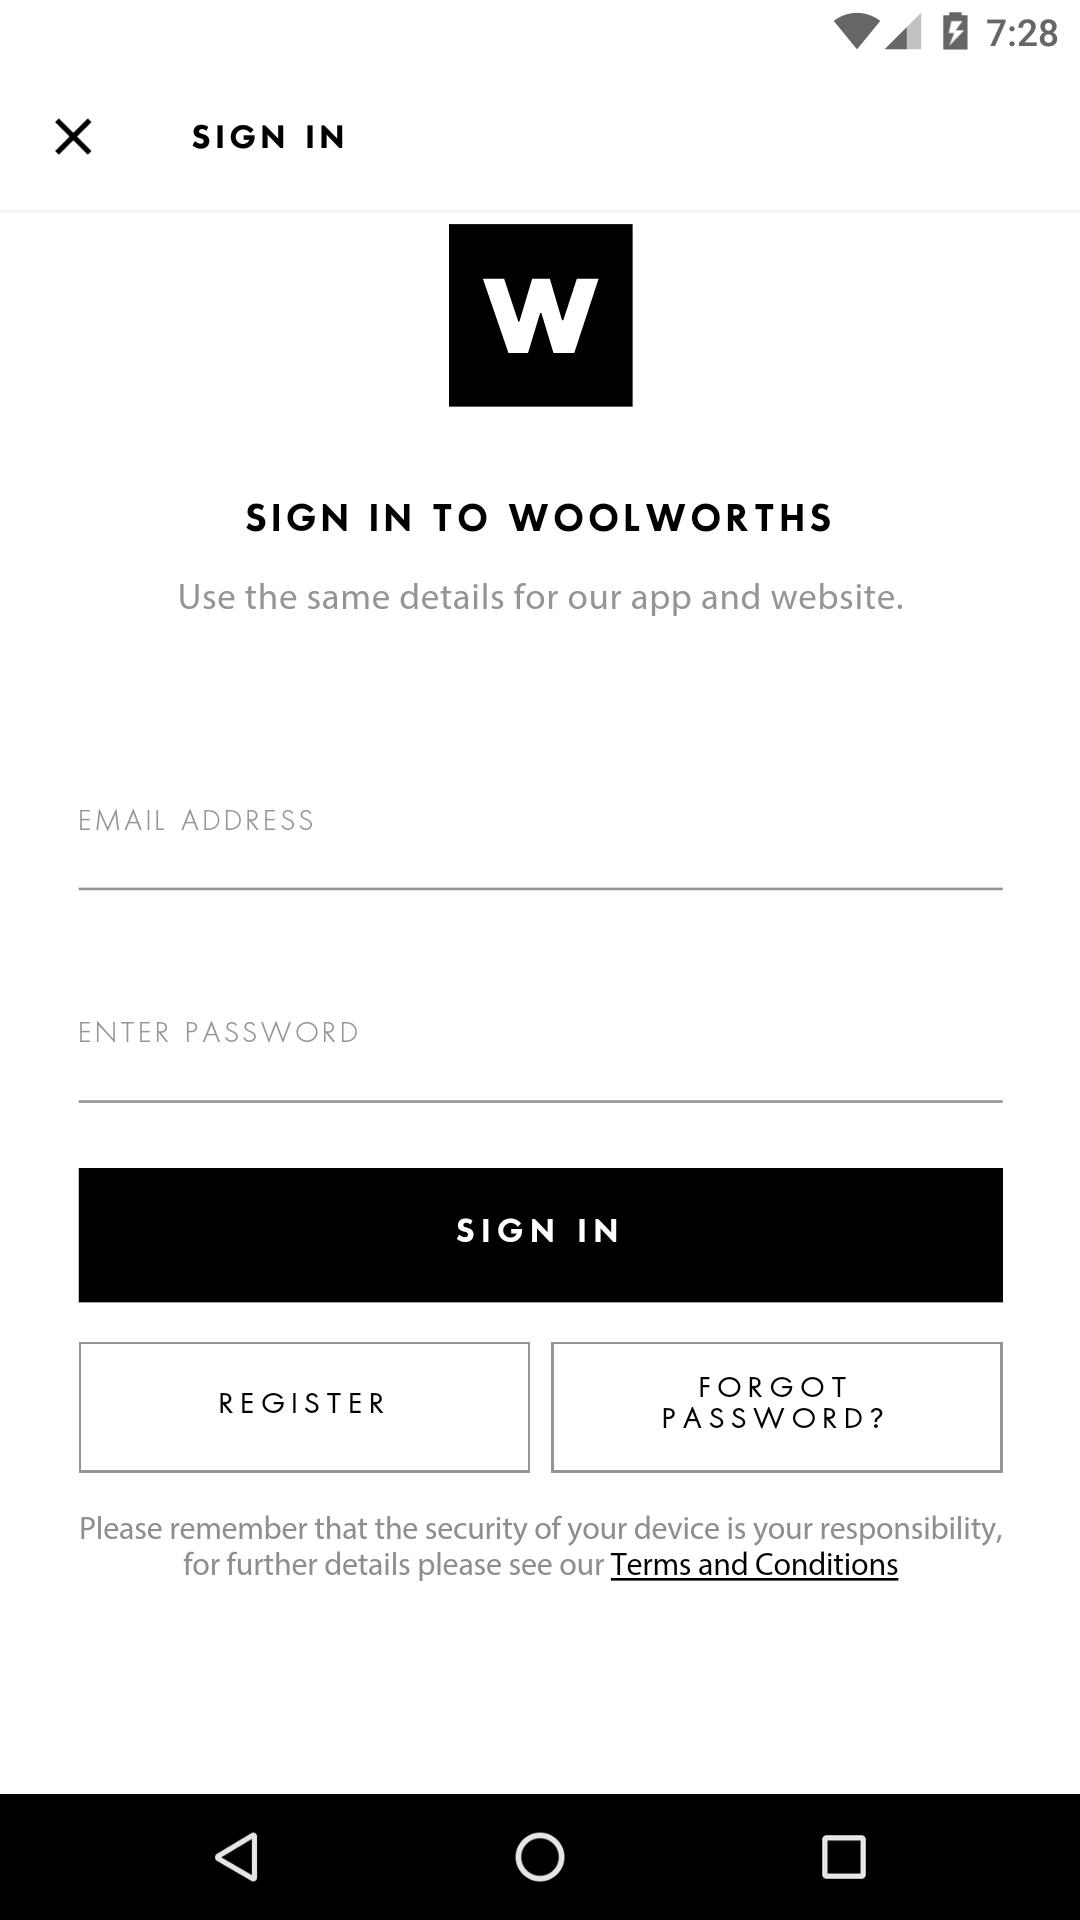 7:28
SIGN IN
W
SIGN IN TO WOOLWORTHS
Use the same details for our app and website.
EMAIL ADDRESS
ENTER PASSWORD
SIGN IN
REGISTER
FORGOT
PASSWORD?
Please remember that the security of your device is your responsibility,
for further details please see our Terms and Conditions